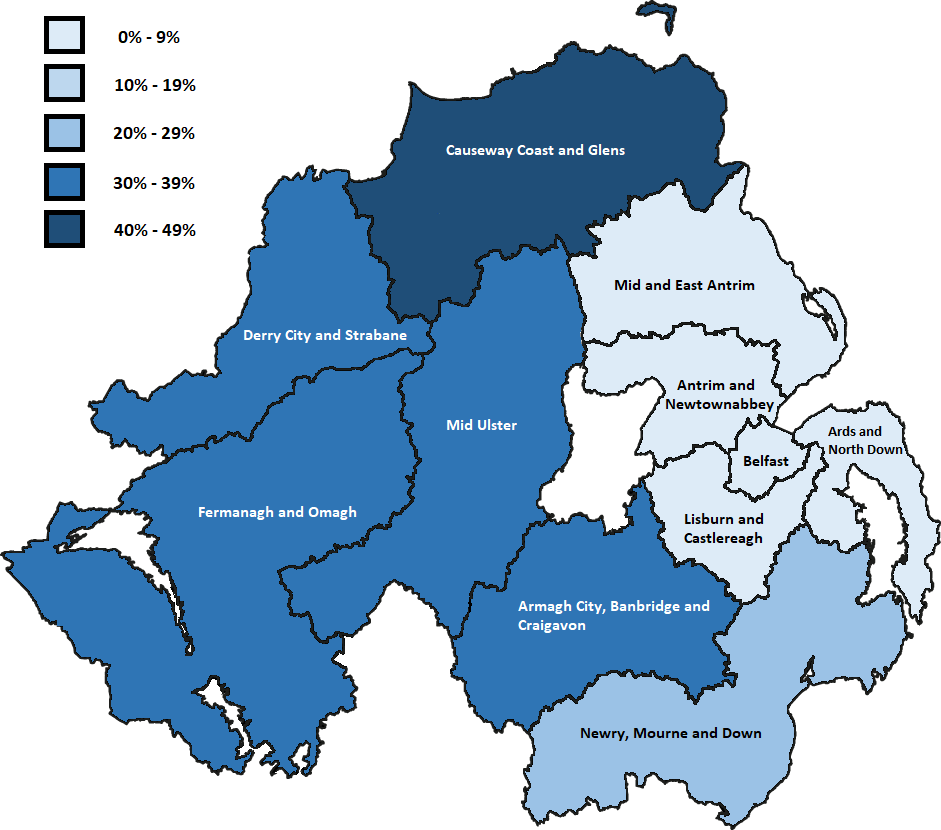 0% - 9%
10% - 19%
20% - 29%
30% - 39%
40% - 49%
Causeway Coast and Glens
Mid and East Antrim
Derry City and Strabane
Antrim and
Newtownabbey
Mid Ulster
Ards and
North Down
Belfast
Fermanagh and Omagh
Lisburn and
Castlereagh
Armagh City, Banbridge and
Craigavon
Newry, Mourne and Down